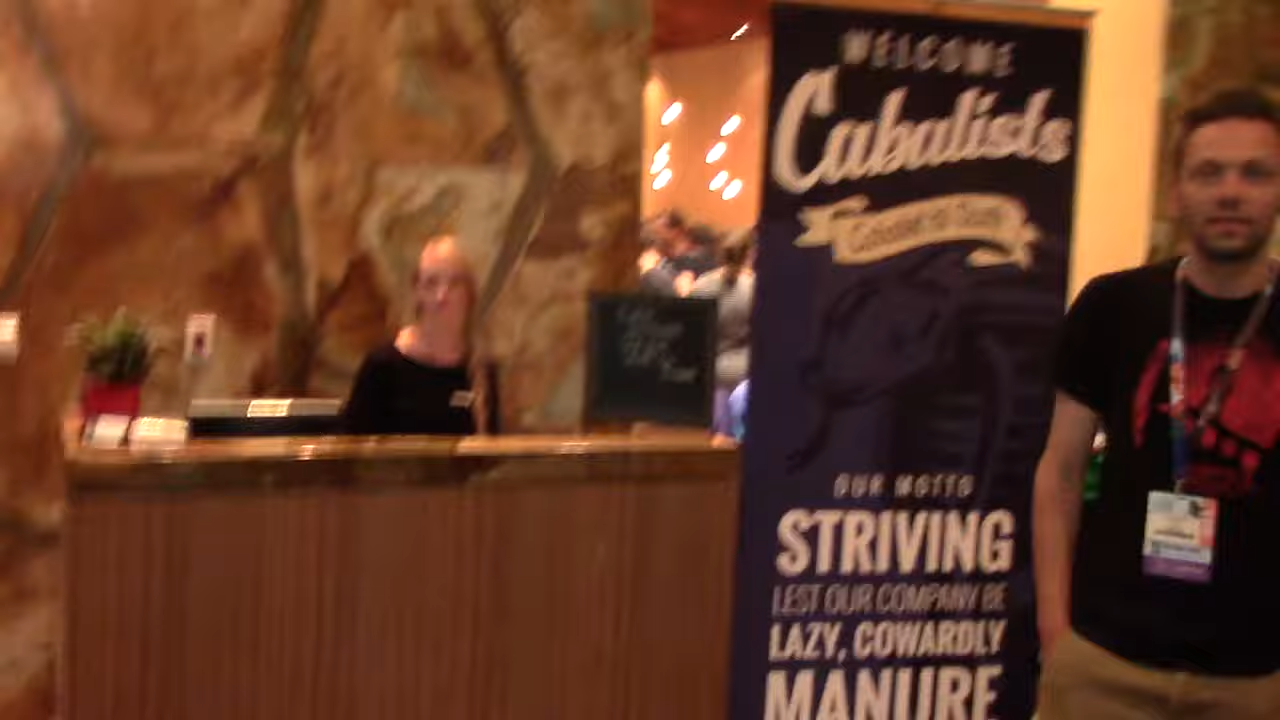 WELCOME
Cabalists
OUR MOTTO
STRIVING
LEST OUR COMPANY BE
LAZY, COWARDLY
MANURE